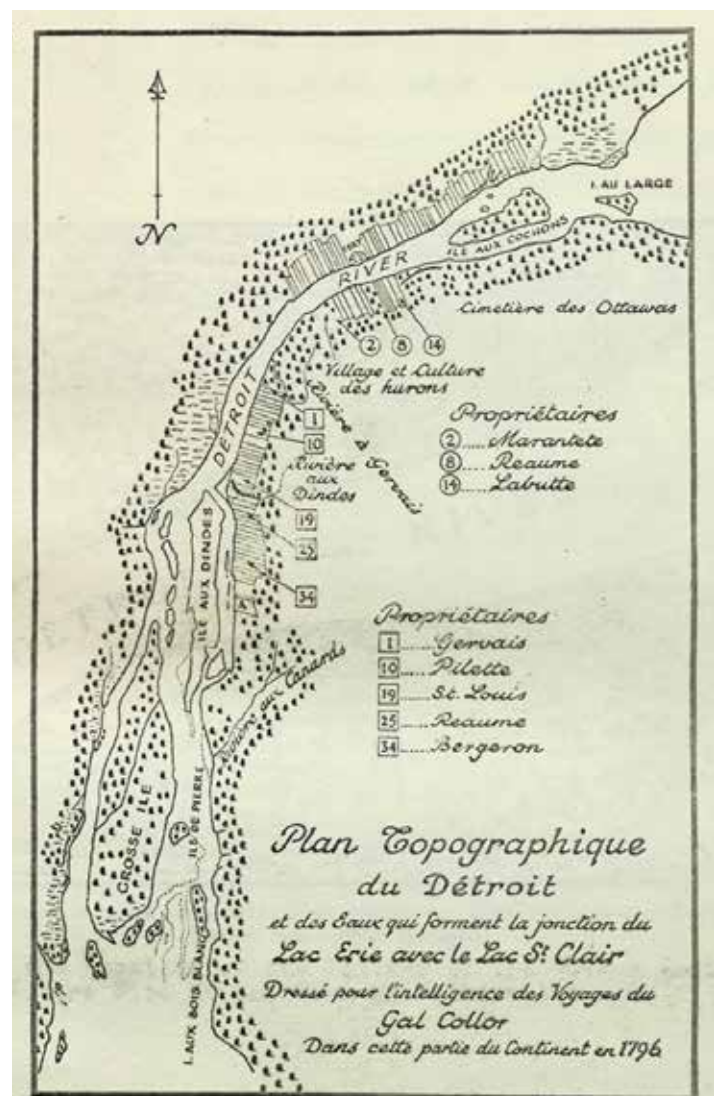 N
I. AU LARGE
ILE AUX COCHONS
FORT
RIVER
DÉTROIT
Cimetière des Ottawas
2 8 14
Village et Culture
des hurons
Rivière à Gervais
1
10
Rivière
aux
Dindes
19
25
34
A
ILE AUX DINDES
Rivière aux Canards
CROSSE ILE
ILE DE PIERRE
I. AUX BOIS BLANC
Propriétaires
2 ..... Marantete
8 ..... Reaume
14 ..... Labutte
Propriétaires
1 ...... Gervais
10 ...... Pilette
19 ...... St. Louis
25 ...... Reaume
34 ...... Bergeron
Plan Topographique
du Détroit
et des Eaux qui forment la jonction du
Lac Erie avec le Lac St Clair
Dressé pour l'intelligence des Voyages du
Gal Collor
Dans cette partie du Continent en 1796